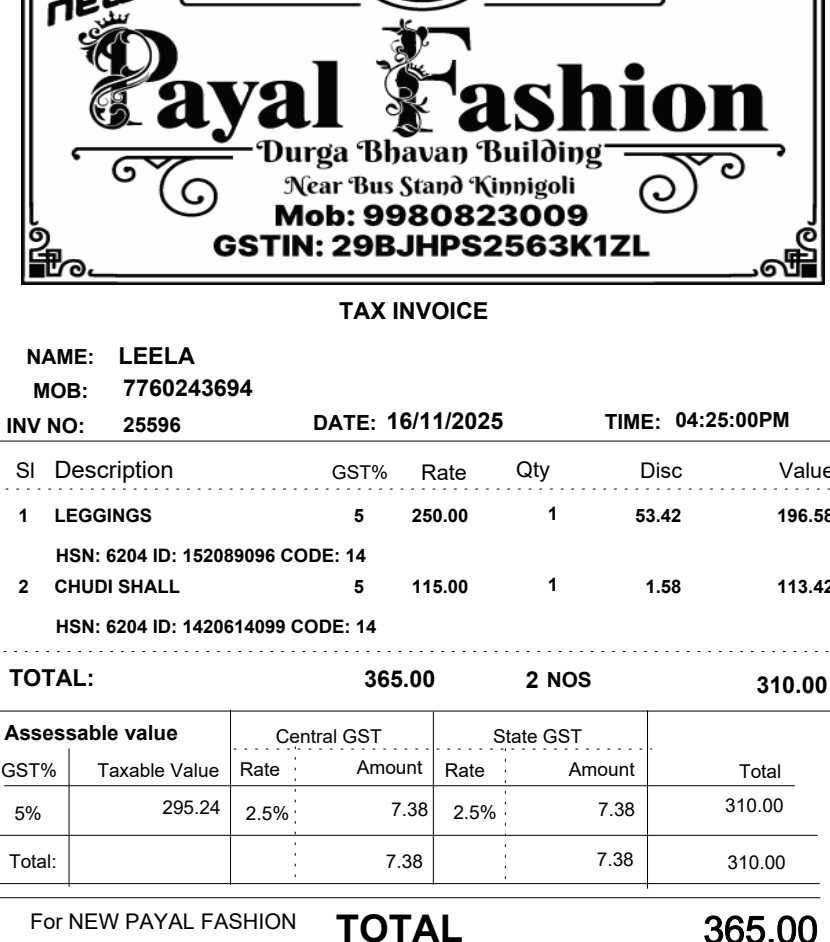 new
Payal Fashion
Durga Bhavan Building
Near Bus Stand Kinnigoli
Mob: 9980823009
GSTIN: 29BJHPS2563K1ZL
TAX INVOICE
NAME: LEELA
MOB: 7760243694
INV NO: 25596 DATE: 16/11/2025 TIME: 04:25:00PM
Sl Description GST% Rate Qty Disc Value
1 LEGGINGS 5 250.00 1 53.42 196.58
HSN: 6204 ID: 152089096 CODE: 14
2 CHUDI SHALL 5 115.00 1 1.58 113.42
HSN: 6204 ID: 1420614099 CODE: 14
TOTAL: 365.00 2 NOS 310.00
Assessable value Central GST State GST
GST% Taxable Value Rate Amount Rate Amount Total
5% 295.24 2.5% 7.38 2.5% 7.38 310.00
Total: 7.38 7.38 310.00
For NEW PAYAL FASHION TOTAL 365.00